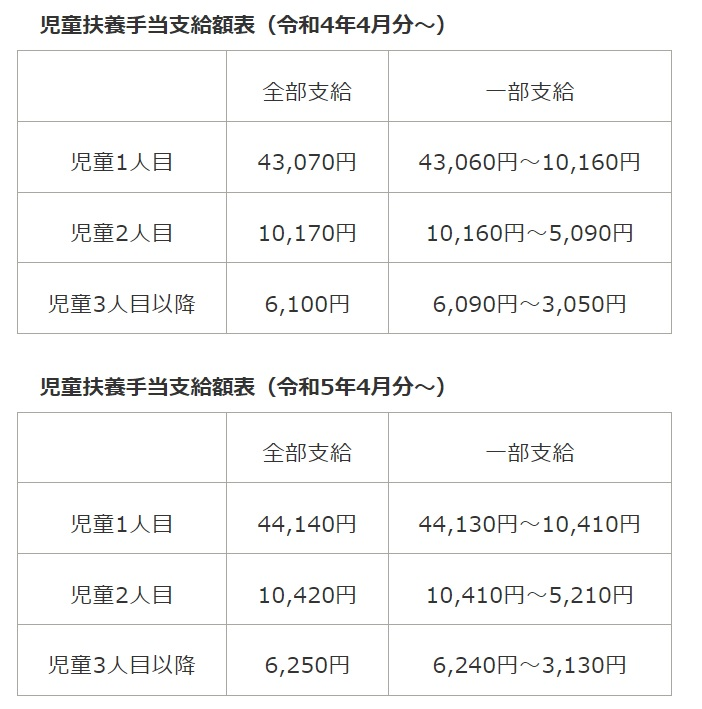 児童扶養手当支給額表（令和4年4月分～）
全部支給 一部支給
児童1人目 43,070円 43,060円～10,160円
児童2人目 10,170円 10,160円～5,090円
児童3人目以降 6,100円 6,090円～3,050円
児童扶養手当支給額表（令和5年4月分～）
全部支給 一部支給
児童1人目 44,140円 44,130円～10,410円
児童2人目 10,420円 10,410円～5,210円
児童3人目以降 6,250円 6,240円～3,130円